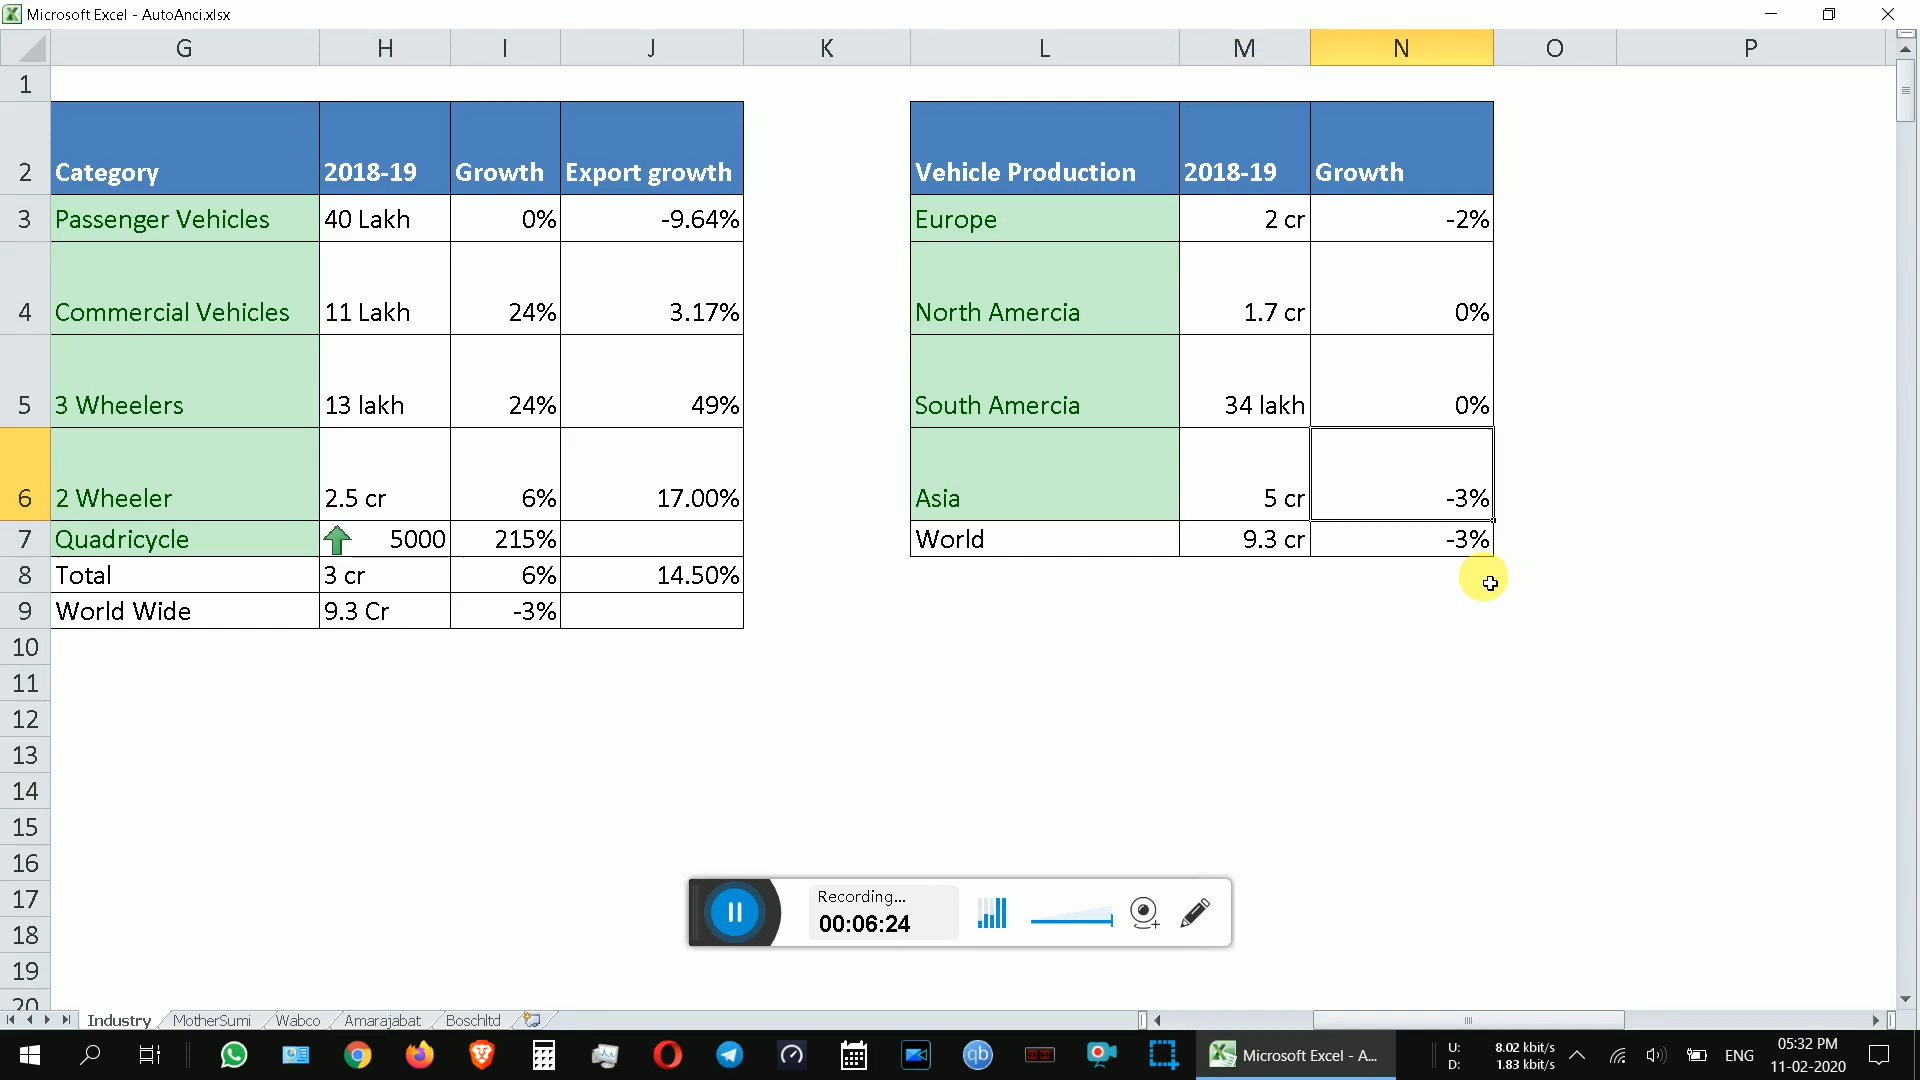 Microsoft Excel - AutoAnci.xlsx
G H I J K L M N O P
1
2 Category 2018-19 Growth Export growth Vehicle Production 2018-19 Growth
3 Passenger Vehicles 40 Lakh 0% -9.64% Europe 2 cr -2%
4 Commercial Vehicles 11 Lakh 24% 3.17% North Amercia 1.7 cr 0%
5 3 Wheelers 13 lakh 24% 49% South Amercia 34 lakh 0%
6 2 Wheeler 2.5 cr 6% 17.00% Asia 5 cr -3%
7 Quadricycle 5000 215% World 9.3 cr -3%
8 Total 3 cr 6% 14.50%
9 World Wide 9.3 Cr -3%
10
11
12
13
14
15
16
17
18
19
20
Recording...
00:06:24
Industry MotherSumi Wabco Amarajabat Boschltd
qb
Microsoft Excel - A...
U: 8.02 kbit/s
D: 1.83 kbit/s
ENG
05:32 PM
11-02-2020